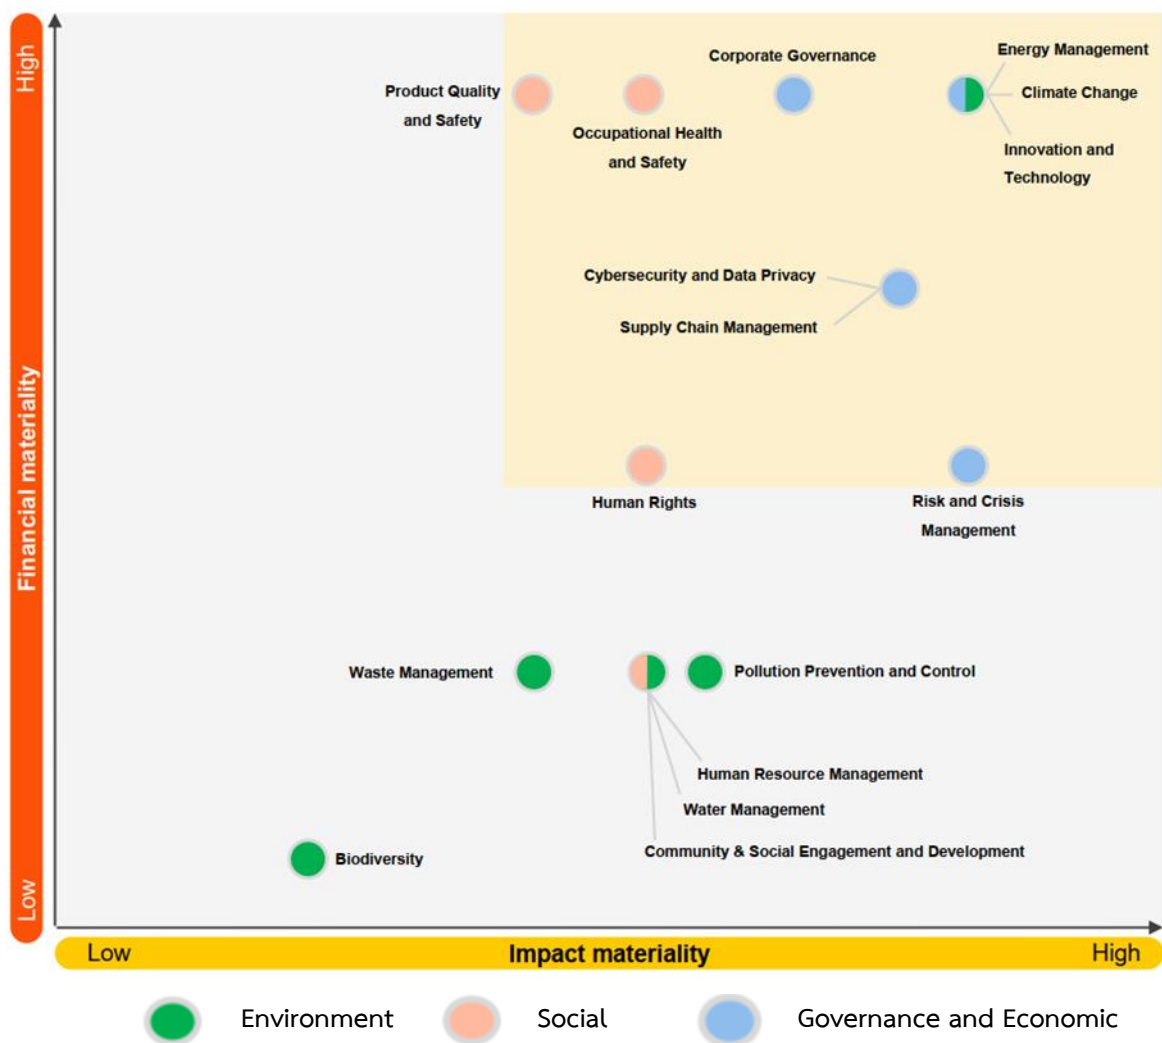 High
Financial materiality
Low
Corporate Governance
Energy Management
Climate Change
Innovation and
Technology
Product Quality
and Safety
Occupational Health
and Safety
Cybersecurity and Data Privacy
Supply Chain Management
Human Rights
Risk and Crisis
Management
Waste Management
Pollution Prevention and Control
Human Resource Management
Water Management
Community & Social Engagement and Development
Biodiversity
Low
Impact materiality
High
Environment
Social
Governance and Economic